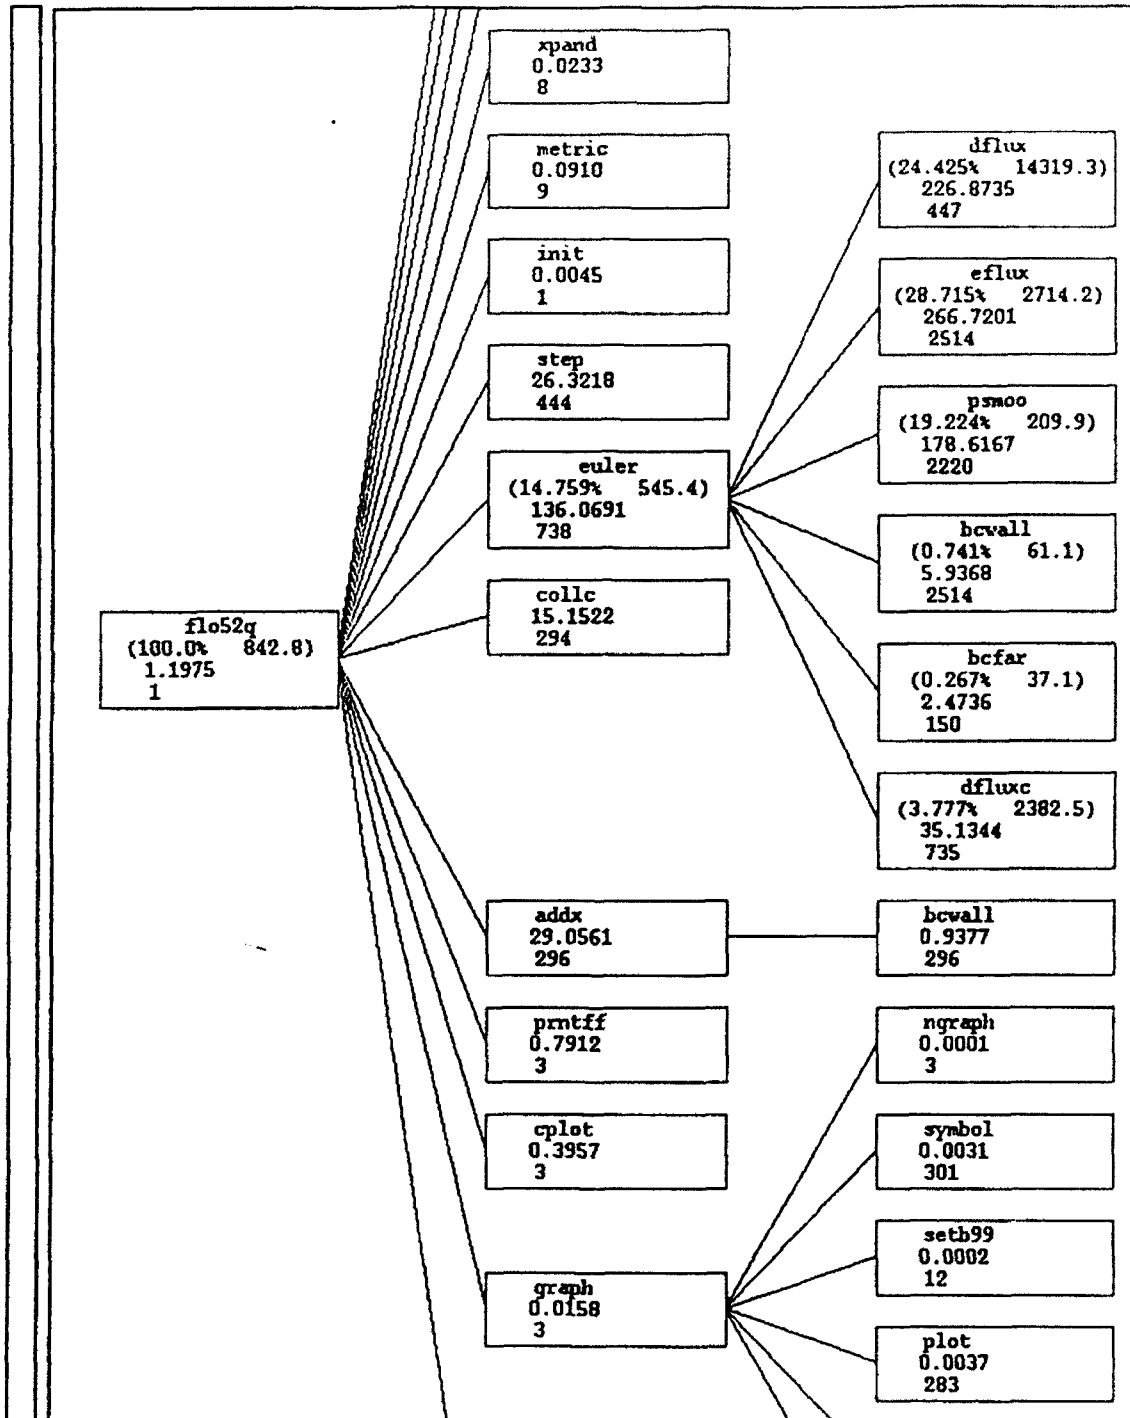 xpand
0.0233
8
metric
0.0910
9
init
0.0045
1
step
26.3218
444
euler
(14.759% 545.4)
136.0691
738
collc
15.1522
294
flo52q
(100.0% 842.8)
1.1975
1
addx
29.0561
296
prntff
0.7912
3
cplot
0.3957
3
graph
0.0158
3
dflux
(24.425% 14319.3)
226.8735
447
eflux
(28.715% 2714.2)
266.7201
2514
psmoo
(19.224% 209.9)
178.6167
2220
bcwall
(0.741% 61.1)
5.9368
2514
bcfar
(0.267% 37.1)
2.4736
150
dfluxc
(3.777% 2382.5)
35.1344
735
bcwall
0.9377
296
ngraph
0.0001
3
symbol
0.0031
301
setb99
0.0002
12
plot
0.0037
283